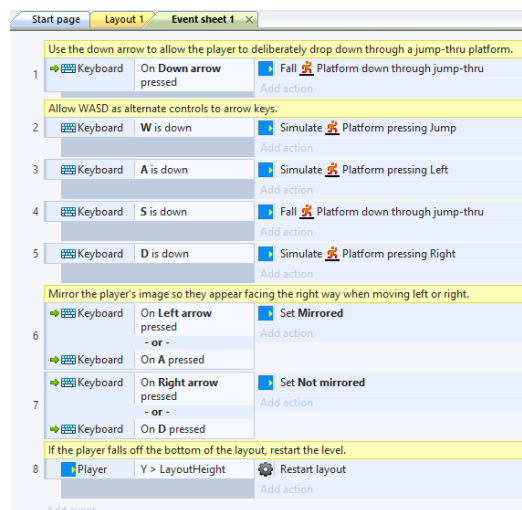 Start page Layout 1 Event sheet 1
Use the down arrow to allow the player to deliberately drop down through a jump-thru platform.
1 Keyboard On Down arrow pressed Fall Platform down through jump-thru
Add action
Allow WASD as alternate controls to arrow keys.
2 Keyboard W is down Simulate Platform pressing Jump
Add action
3 Keyboard A is down Simulate Platform pressing Left
Add action
4 Keyboard S is down Fall Platform down through jump-thru
Add action
5 Keyboard D is down Simulate Platform pressing Right
Add action
Mirror the player's image so they appear facing the right way when moving left or right.
6 Keyboard On Left arrow pressed Set Mirrored
- or - Add action
Keyboard On A pressed
7 Keyboard On Right arrow pressed Set Not mirrored
- or - Add action
Keyboard On D pressed
If the player falls off the bottom of the layout, restart the level.
8 Player Y > LayoutHeight Restart layout
Add action
Add event